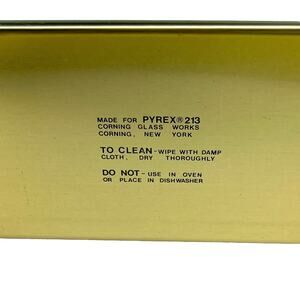 MADE FOR PYREX® 213
CORNING GLASS WORKS
CORNING, NEW YORK
TO CLEAN-WIPE WITH DAMP
CLOTH, DRY THOROUGHLY
DO NOT-USE IN OVEN
OR PLACE IN DISHWASHER